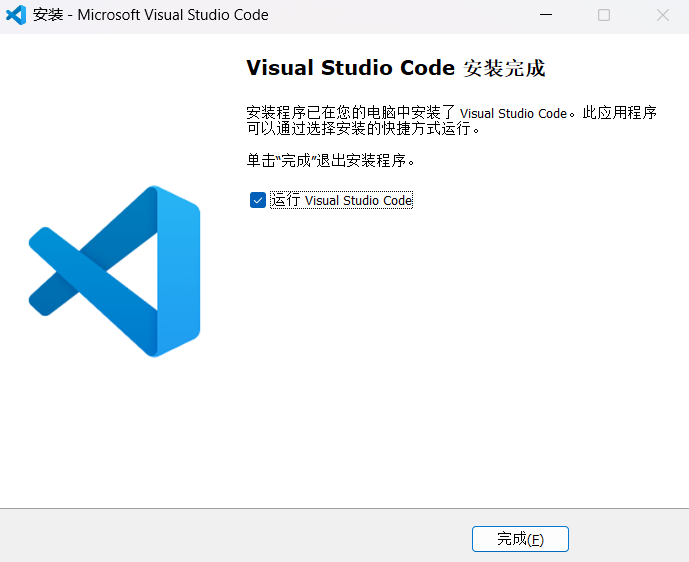 安装 - Microsoft Visual Studio Code
Visual Studio Code 安装完成
安装程序已在您的电脑中安装了 Visual Studio Code。此应用程序
可以通过选择安装的快捷方式运行。
单击“完成”退出安装程序。
运行 Visual Studio Code
完成(F)